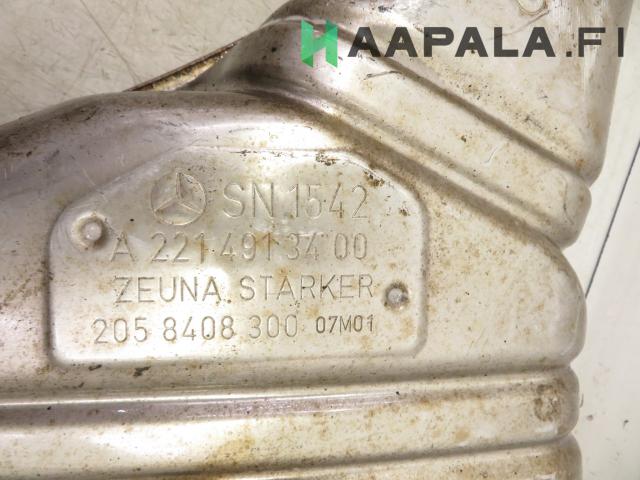 HAAPALA.FI
SN 1542
A 221 491 34 00
ZEUNA STARKER
205 8408 300 07M01